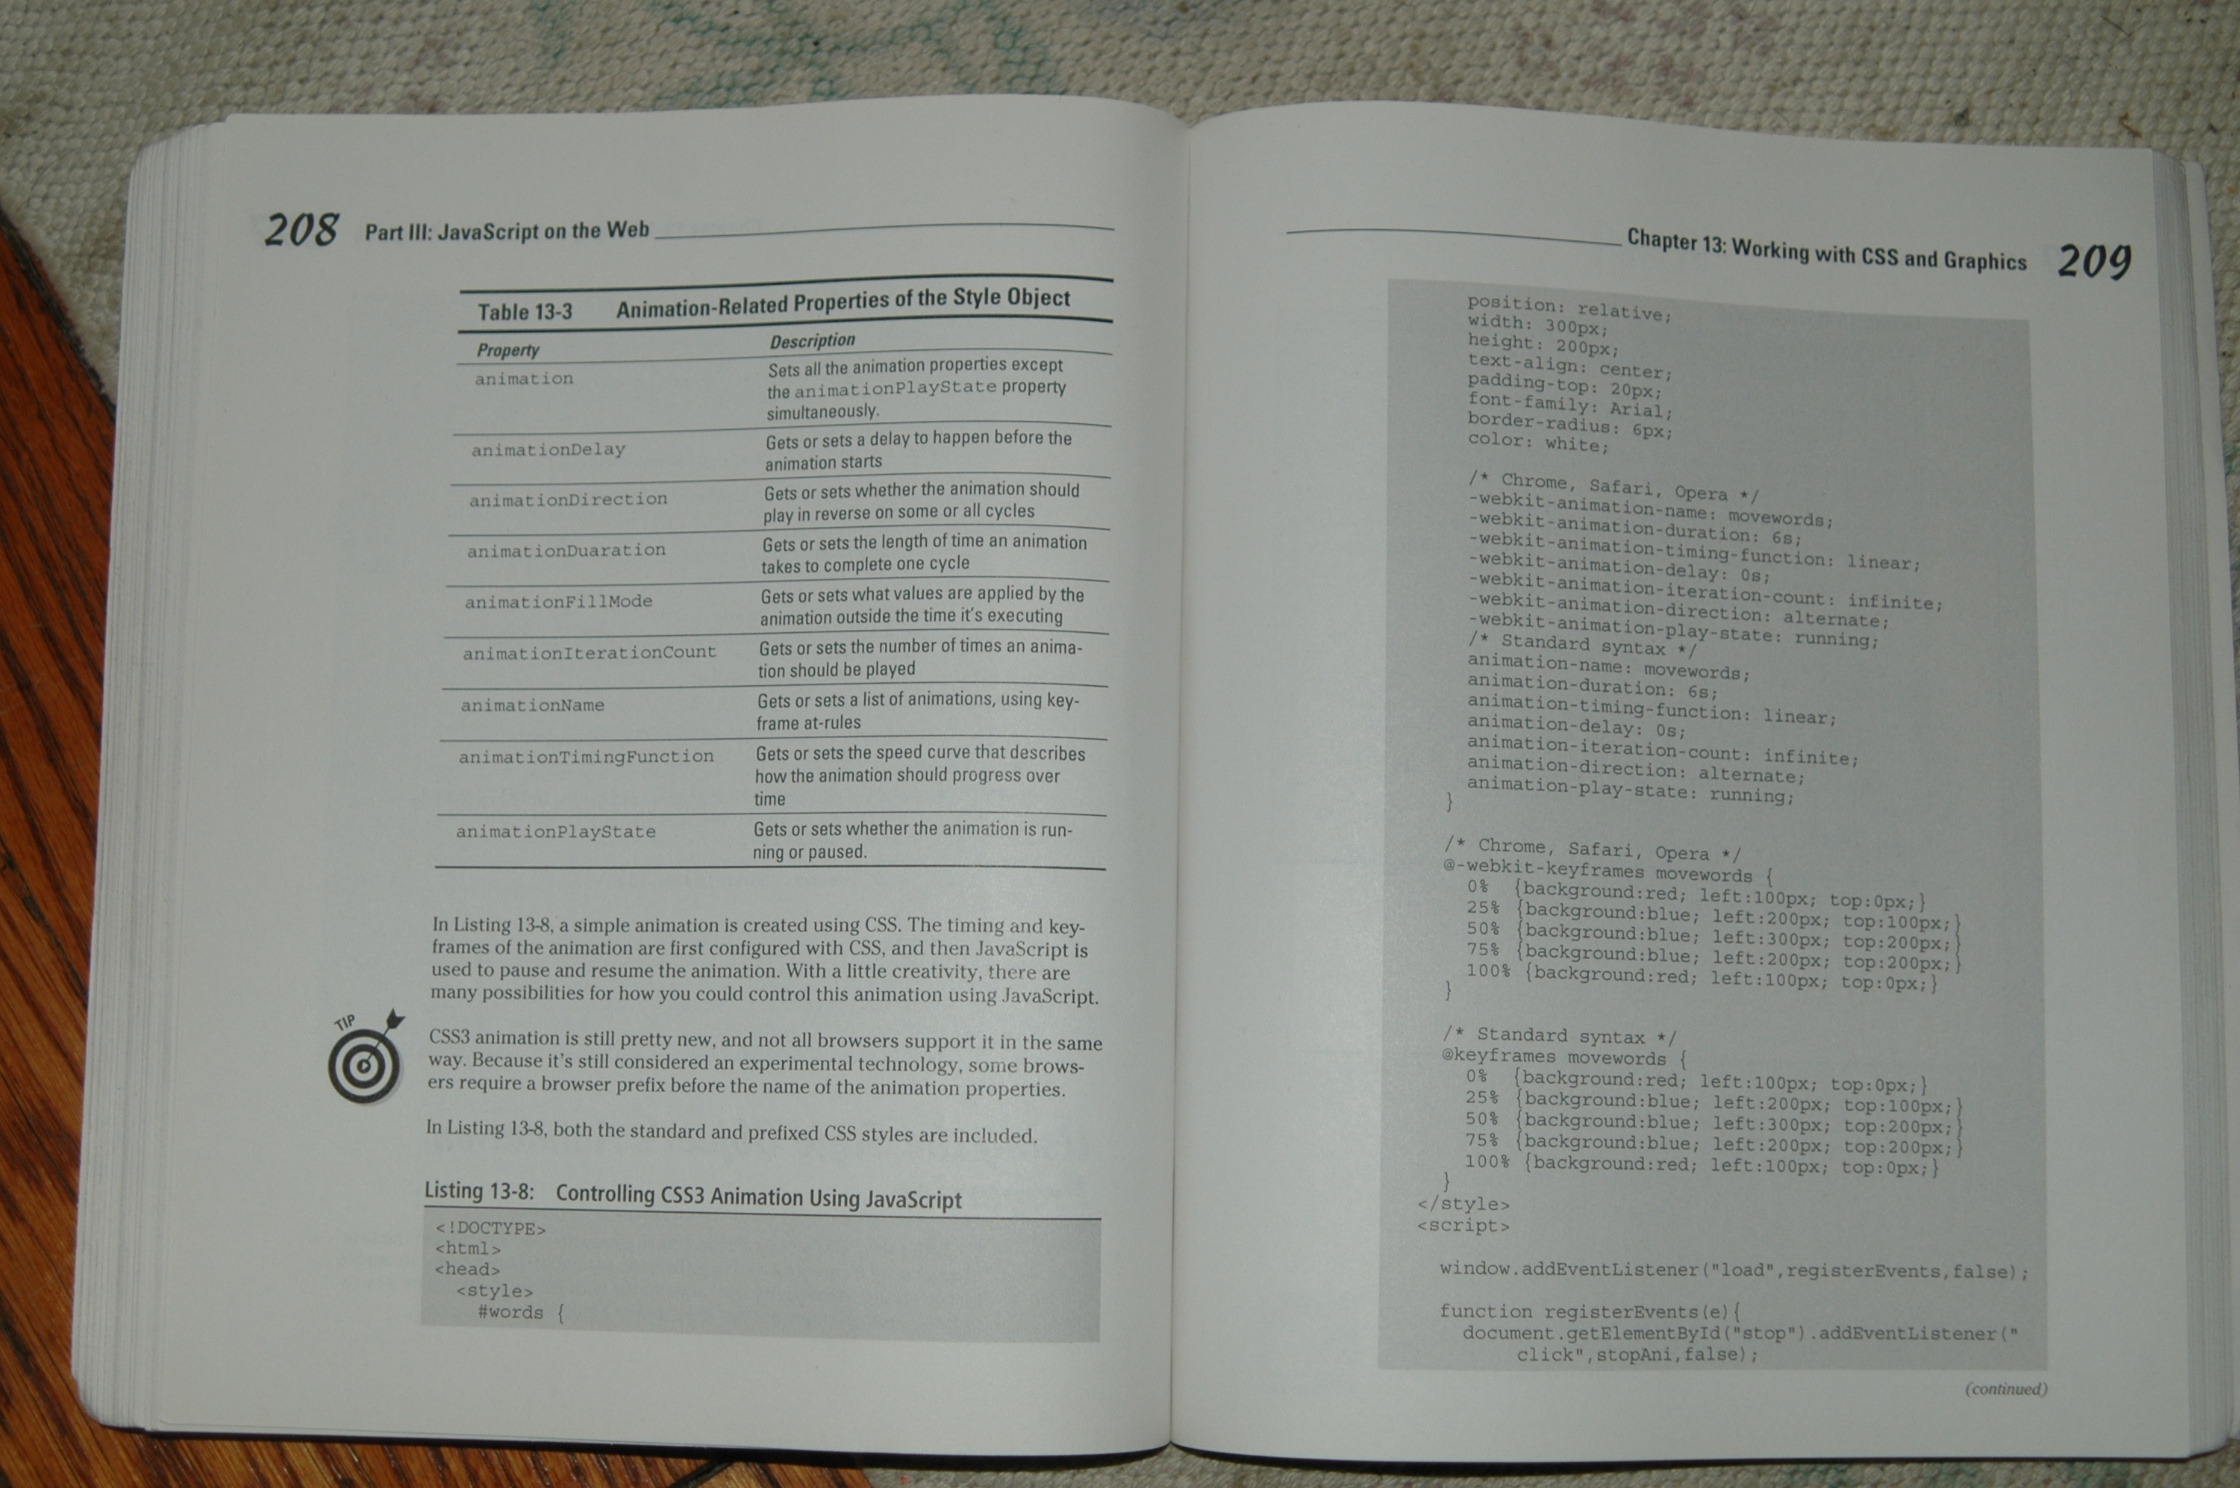 208 Part III: JavaScript on the Web
Table 13-3 Animation-Related Properties of the Style Object
Property Description
animation Sets all the animation properties except
the animationPlayState property
simultaneously.
animationDelay Gets or sets a delay to happen before the
animation starts
animationDirection Gets or sets whether the animation should
play in reverse on some or all cycles
animationDuaration Gets or sets the length of time an animation
takes to complete one cycle
animationFillMode Gets or sets what values are applied by the
animation outside the time it's executing
animationIterationCount Gets or sets the number of times an anima-
tion should be played
animationName Gets or sets a list of animations, using key-
frame at-rules
animationTimingFunction Gets or sets the speed curve that describes
how the animation should progress over
time
animationPlayState Gets or sets whether the animation is run-
ning or paused.
In Listing 13-8, a simple animation is created using CSS. The timing and key-
frames of the animation are first configured with CSS, and then JavaScript is
used to pause and resume the animation. With a little creativity, there are
many possibilities for how you could control this animation using JavaScript.
TIP
CSS3 animation is still pretty new, and not all browsers support it in the same
way. Because it's still considered an experimental technology, some brows-
ers require a browser prefix before the name of the animation properties.
In Listing 13-8, both the standard and prefixed CSS styles are included.
Listing 13-8: Controlling CSS3 Animation Using JavaScript
<!DOCTYPE>
<html>
<head>
<style>
#words {
Chapter 13: Working with CSS and Graphics 209
position: relative;
width: 300px;
height: 200px;
text-align: center;
padding-top: 20px;
font-family: Arial;
border-radius: 6px;
color: white;
/* Chrome, Safari, Opera */
-webkit-animation-name: movewords;
-webkit-animation-duration: 6s;
-webkit-animation-timing-function: linear;
-webkit-animation-delay: 0s;
-webkit-animation-iteration-count: infinite;
-webkit-animation-direction: alternate;
-webkit-animation-play-state: running;
/* Standard syntax */
animation-name: movewords;
animation-duration: 6s;
animation-timing-function: linear;
animation-delay: 0s;
animation-iteration-count: infinite;
animation-direction: alternate;
animation-play-state: running;
}
/* Chrome, Safari, Opera */
@-webkit-keyframes movewords {
0% {background:red; left:100px; top:0px;}
25% {background:blue; left:200px; top:100px;}
50% {background:blue; left:300px; top:200px;}
75% {background:blue; left:200px; top:200px;}
100% {background:red; left:100px; top:0px;}
}
/* Standard syntax */
@keyframes movewords {
0% {background:red; left:100px; top:0px;}
25% {background:blue; left:200px; top:100px;}
50% {background:blue; left:300px; top:200px;}
75% {background:blue; left:200px; top:200px;}
100% {background:red; left:100px; top:0px;}
}
</style>
<script>
window.addEventListener("load",registerEvents,false);
function registerEvents(e){
document.getElementById("stop").addEventListener("
click",stopAni,false);
(continued)